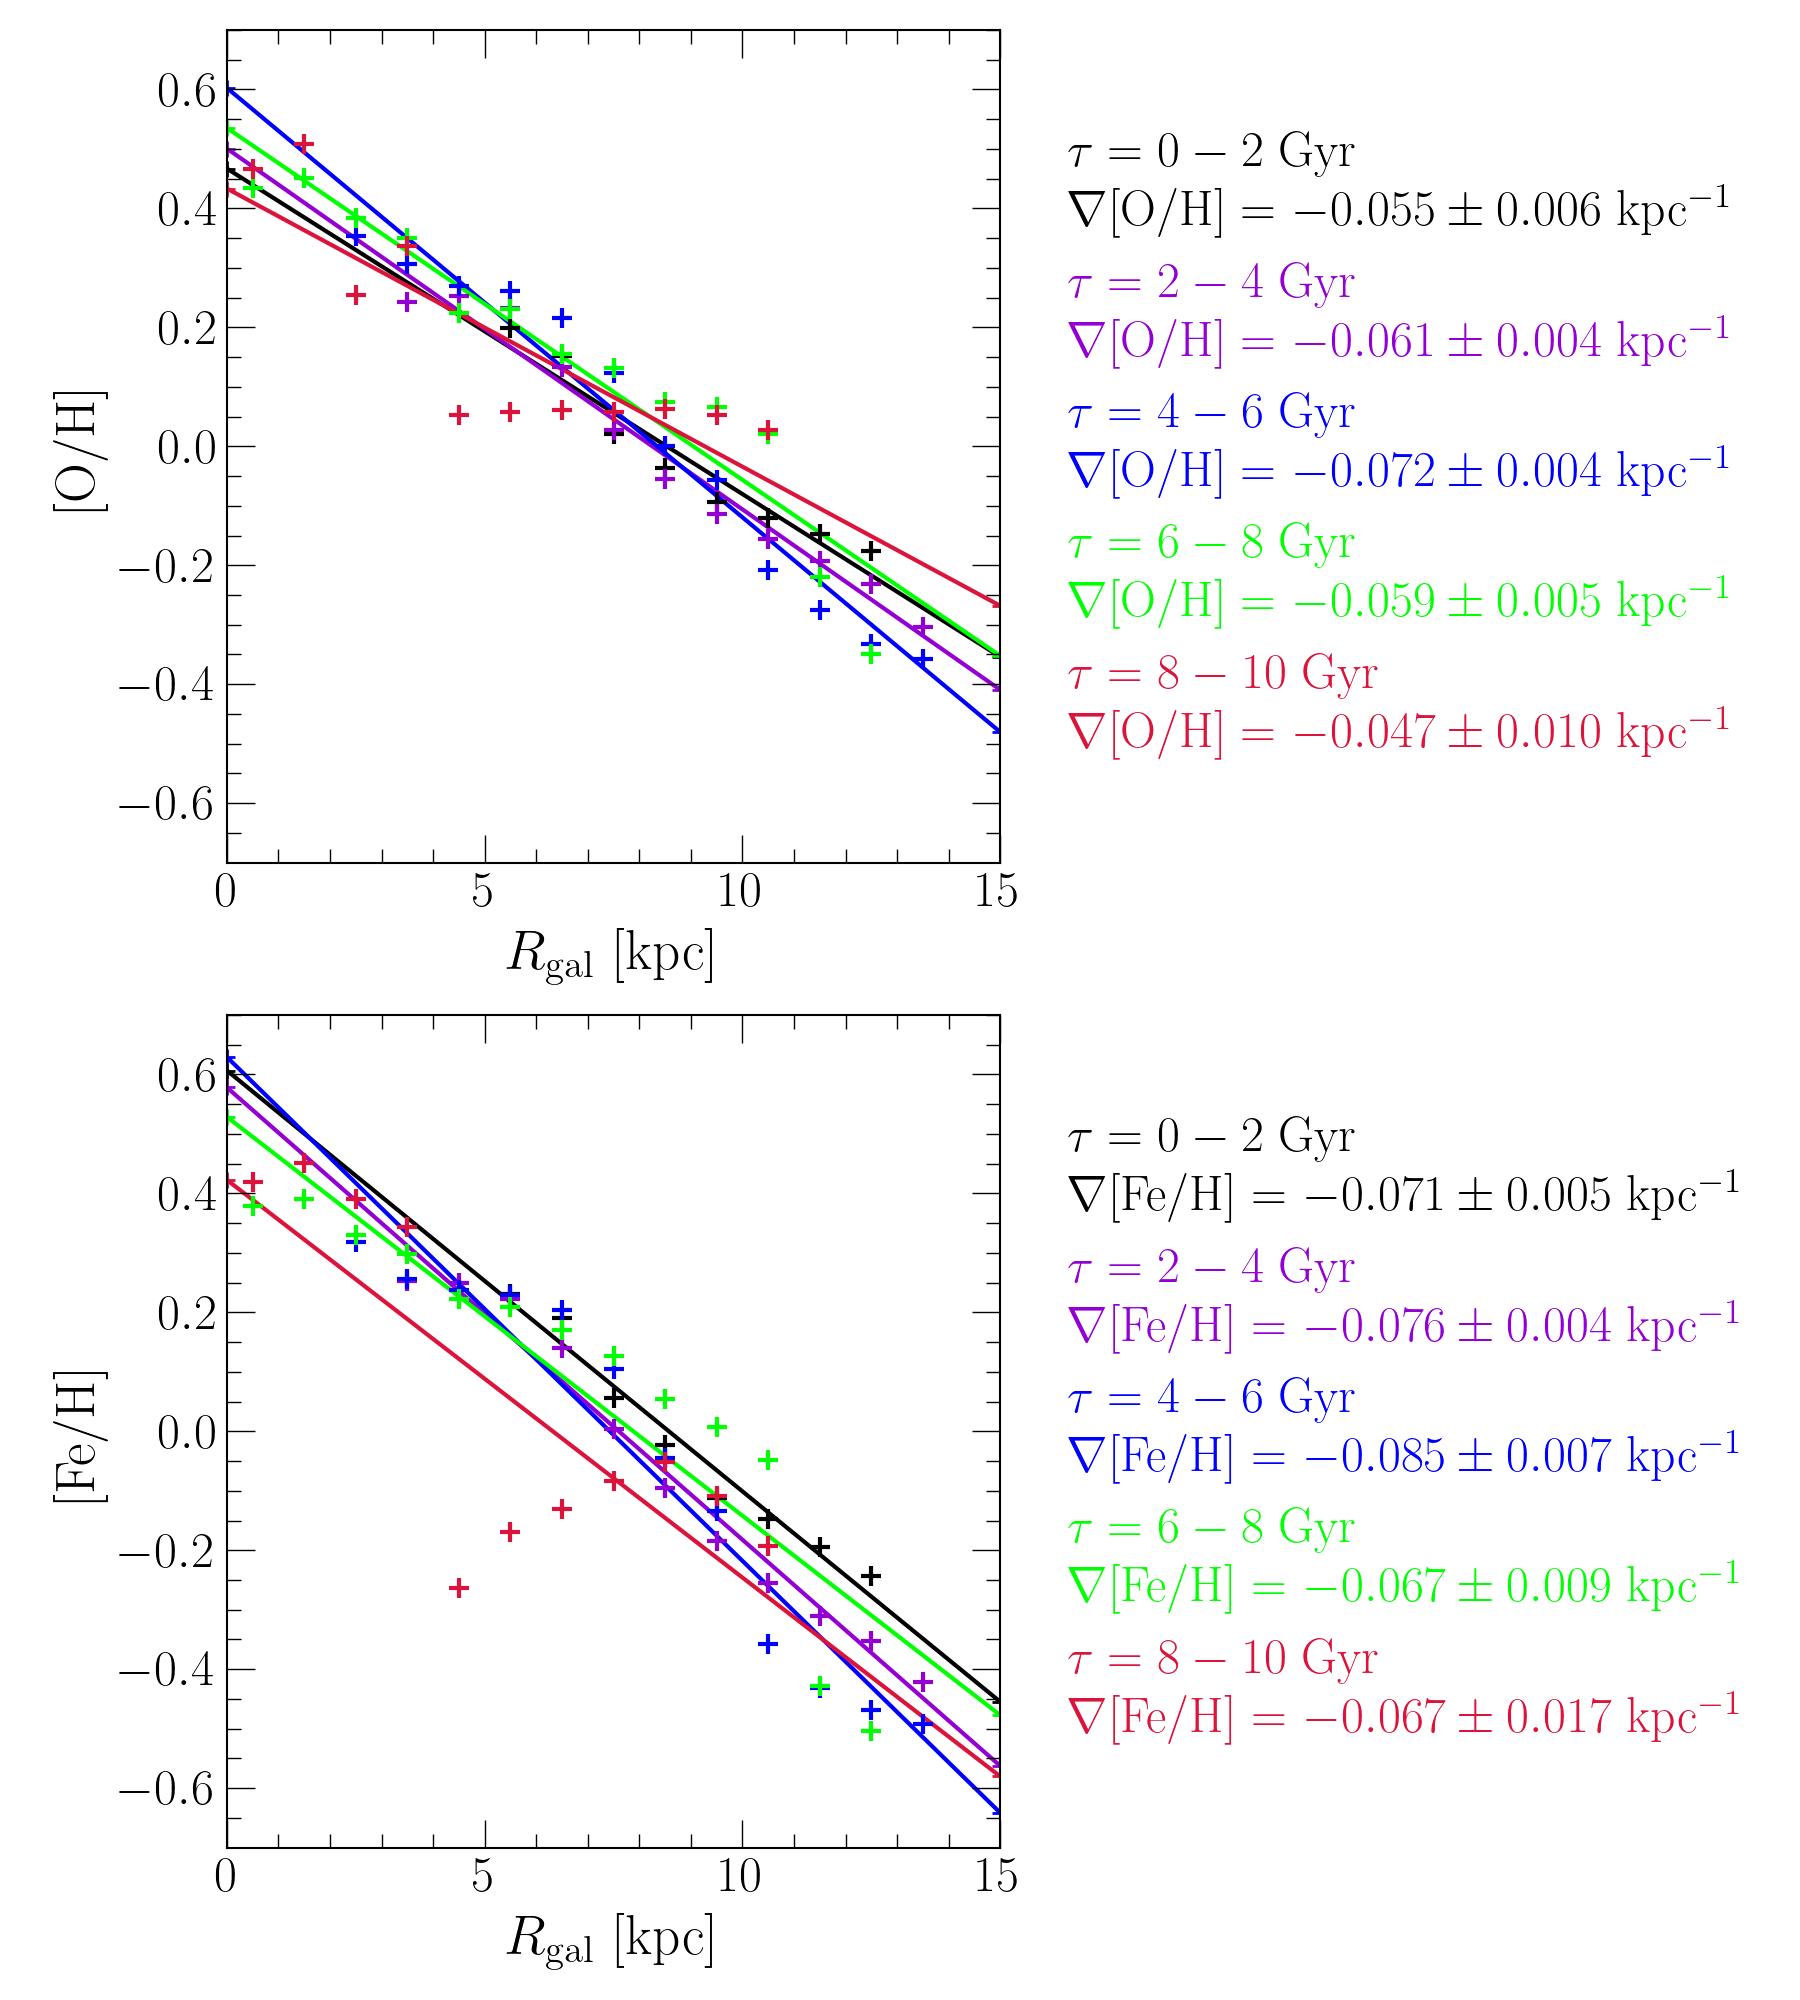 0.6
0.4
0.2
0.0
−0.2
−0.4
−0.6
[O/H]
0 5 10 15
R_gal [kpc]
τ = 0 − 2 Gyr
∇[O/H] = −0.055 ± 0.006 kpc⁻¹
τ = 2 − 4 Gyr
∇[O/H] = −0.061 ± 0.004 kpc⁻¹
τ = 4 − 6 Gyr
∇[O/H] = −0.072 ± 0.004 kpc⁻¹
τ = 6 − 8 Gyr
∇[O/H] = −0.059 ± 0.005 kpc⁻¹
τ = 8 − 10 Gyr
∇[O/H] = −0.047 ± 0.010 kpc⁻¹
0.6
0.4
0.2
0.0
−0.2
−0.4
−0.6
[Fe/H]
0 5 10 15
R_gal [kpc]
τ = 0 − 2 Gyr
∇[Fe/H] = −0.071 ± 0.005 kpc⁻¹
τ = 2 − 4 Gyr
∇[Fe/H] = −0.076 ± 0.004 kpc⁻¹
τ = 4 − 6 Gyr
∇[Fe/H] = −0.085 ± 0.007 kpc⁻¹
τ = 6 − 8 Gyr
∇[Fe/H] = −0.067 ± 0.009 kpc⁻¹
τ = 8 − 10 Gyr
∇[Fe/H] = −0.067 ± 0.017 kpc⁻¹